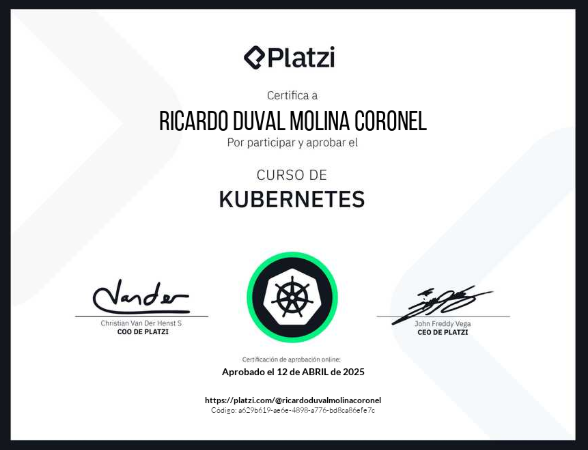 Platzi
Certifica a
RICARDO DUVAL MOLINA CORONEL
Por participar y aprobar el
CURSO DE
KUBERNETES
Vander
Christian Van Der Henst S
COO DE PLATZI
John Freddy Vega
CEO DE PLATZI
Certificación de aprobación online:
Aprobado el 12 de ABRIL de 2025
https://platzi.com/@ricardoduvalmolinacoronel
Código: a629b619-ae6e-4898-a776-bd8ca86efe7c